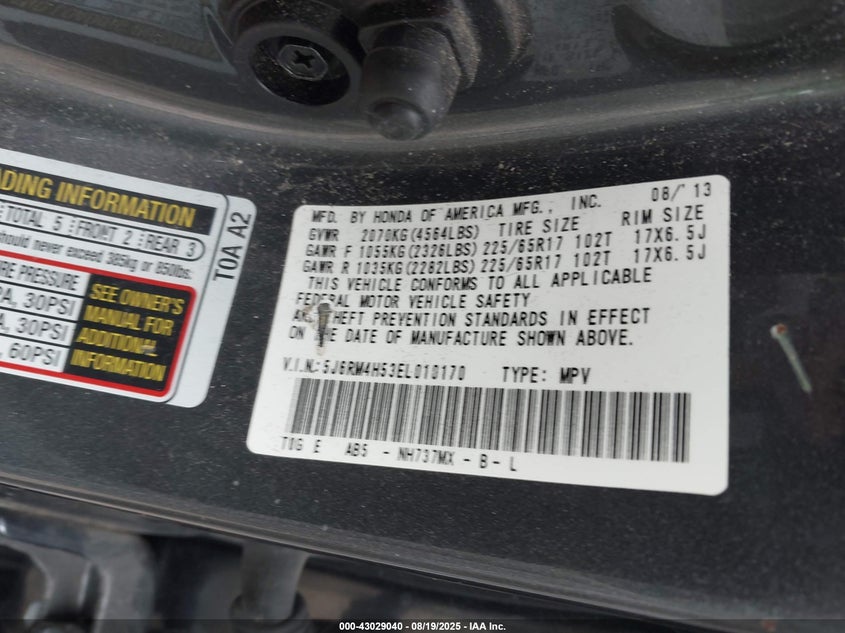 ADING INFORMATION
TOTAL 5 FRONT 2 REAR 3
should never exceed 385kg or 850lbs.
RE PRESSURE
PA, 30PSI
A, 30PSI
, 60PSI
SEE OWNER'S
MANUAL FOR
ADDITIONAL
INFORMATION
T0A A2
MFD. BY HONDA OF AMERICA MFG., INC. 08/'13
GVWR 2070KG(4564LBS) TIRE SIZE RIM SIZE
GAWR F 1055KG(2326LBS) 225/65R17 102T 17X6.5J
GAWR R 1035KG(2282LBS) 225/65R17 102T 17X6.5J
THIS VEHICLE CONFORMS TO ALL APPLICABLE
FEDERAL MOTOR VEHICLE SAFETY
AND THEFT PREVENTION STANDARDS IN EFFECT
ON THE DATE OF MANUFACTURE SHOWN ABOVE.
V.I.N.:5J6RM4H53EL010170 TYPE: MPV
T0G E AB5 - NH737MX - B - L
000-43029040 - 08/19/2025 - IAA Inc.